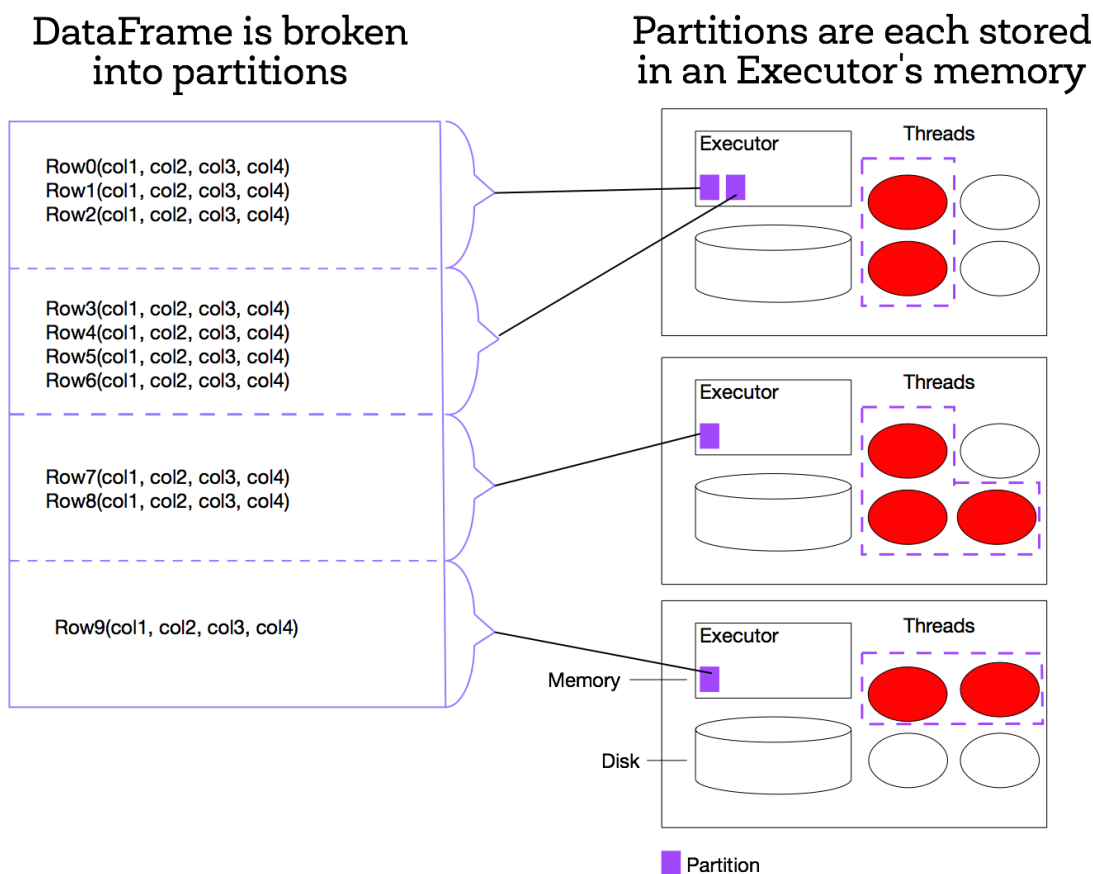 DataFrame is broken
into partitions
Partitions are each stored
in an Executor's memory
Row0(col1, col2, col3, col4)
Row1(col1, col2, col3, col4)
Row2(col1, col2, col3, col4)
Row3(col1, col2, col3, col4)
Row4(col1, col2, col3, col4)
Row5(col1, col2, col3, col4)
Row6(col1, col2, col3, col4)
Row7(col1, col2, col3, col4)
Row8(col1, col2, col3, col4)
Row9(col1, col2, col3, col4)
Executor
Threads
Executor
Threads
Executor
Threads
Memory
Disk
Partition